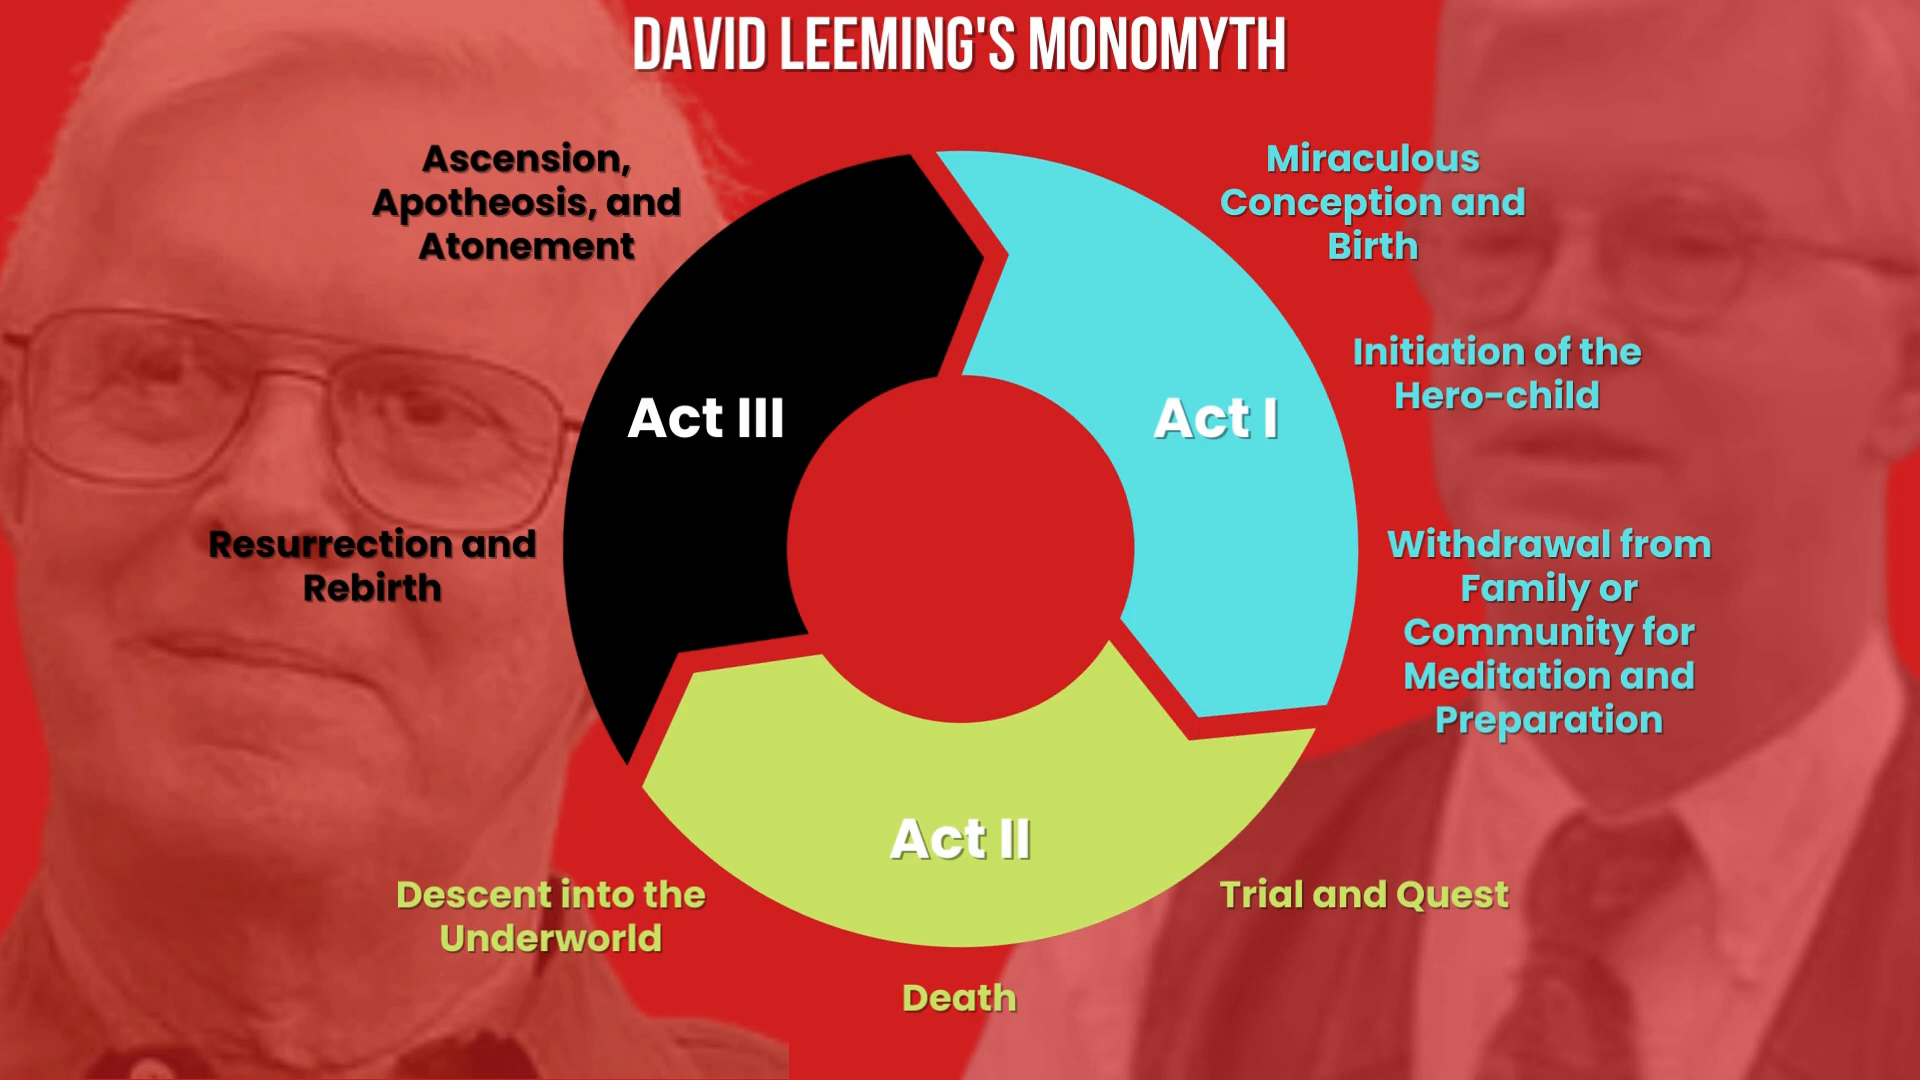 DAVID LEEMING'S MONOMYTH
Miraculous
Conception and
Birth
Initiation of the
Hero-child
Withdrawal from
Family or
Community for
Meditation and
Preparation
Act I
Trial and Quest
Death
Descent into the
Underworld
Act II
Resurrection and
Rebirth
Ascension,
Apotheosis, and
Atonement
Act III